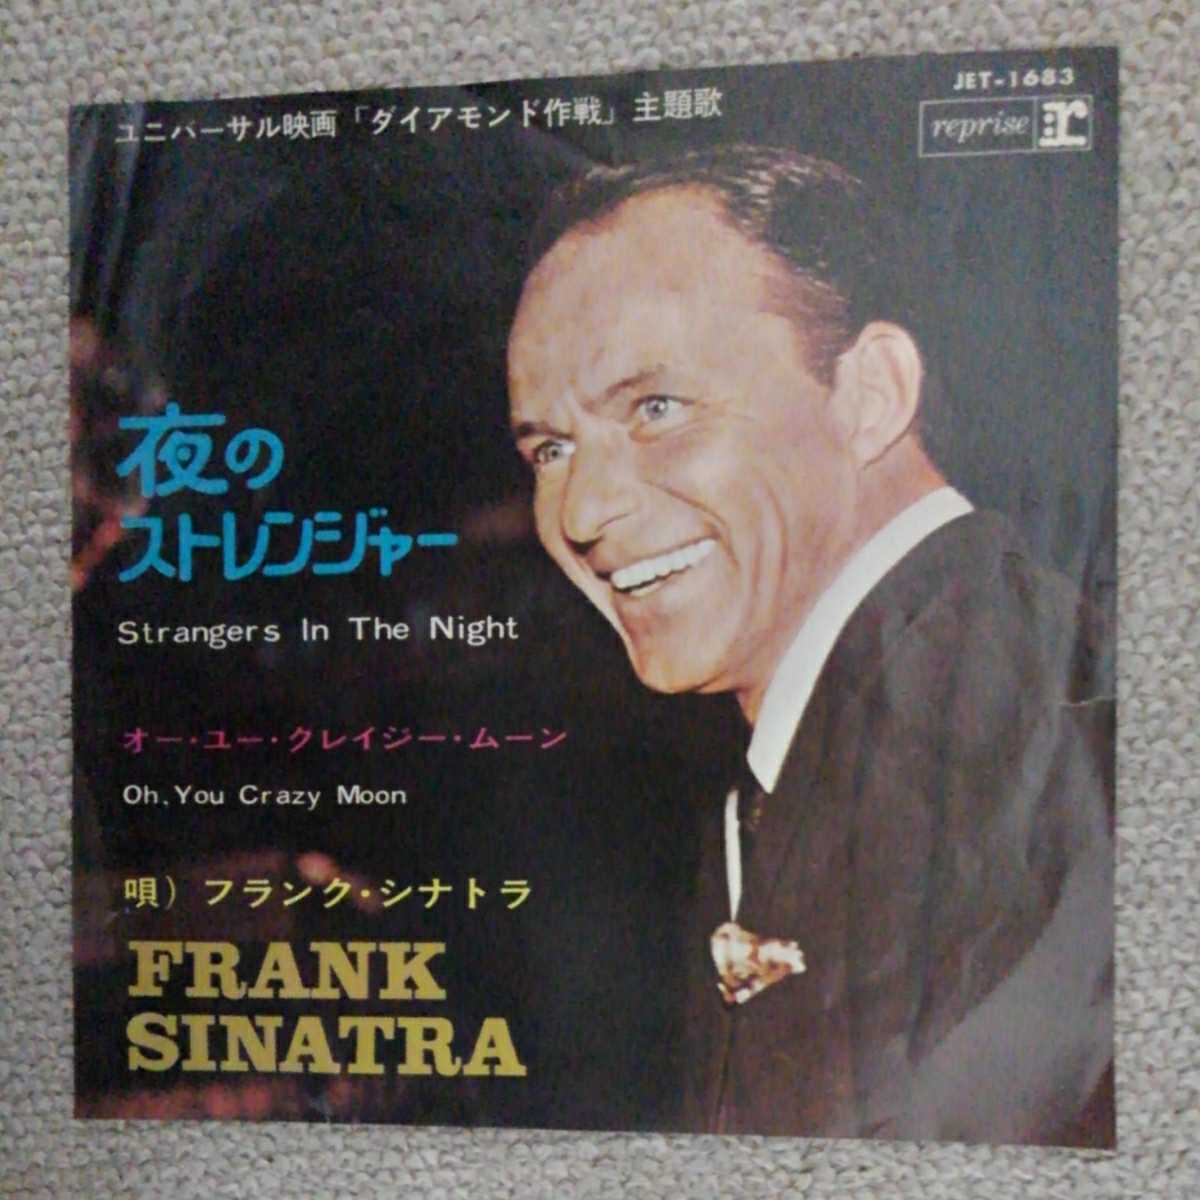 JET-1683
reprise r
ユニバーサル映画「ダイアモンド作戦」主題歌
夜の
ストレンジャー
Strangers In The Night
オー・ユー・クレイジー・ムーン
Oh, You Crazy Moon
唄）フランク・シナトラ
FRANK
SINATRA